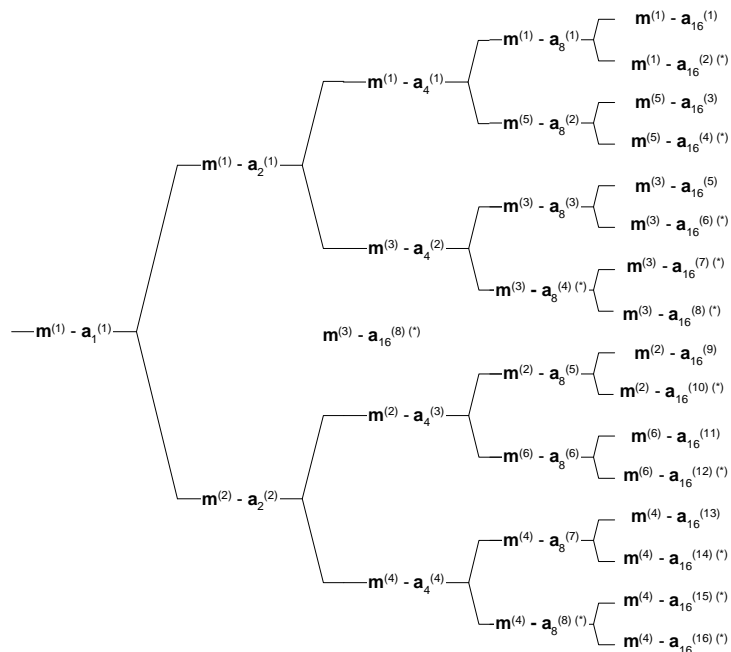 m(1) - a16(1)
m(1) - a8(1)
m(1) - a16(2) (*)
m(1) - a4(1)
m(5) - a16(3)
m(5) - a8(2)
m(5) - a16(4) (*)
m(1) - a2(1)
m(3) - a16(5)
m(3) - a8(3)
m(3) - a16(6) (*)
m(3) - a4(2)
m(3) - a16(7) (*)
m(3) - a8(4) (*)
m(3) - a16(8) (*)
m(1) - a1(1)
m(3) - a16(8) (*)
m(2) - a16(9)
m(2) - a8(5)
m(2) - a16(10) (*)
m(2) - a4(3)
m(6) - a16(11)
m(6) - a8(6)
m(6) - a16(12) (*)
m(2) - a2(2)
m(4) - a16(13)
m(4) - a8(7)
m(4) - a16(14) (*)
m(4) - a4(4)
m(4) - a16(15) (*)
m(4) - a8(8) (*)
m(4) - a16(16) (*)